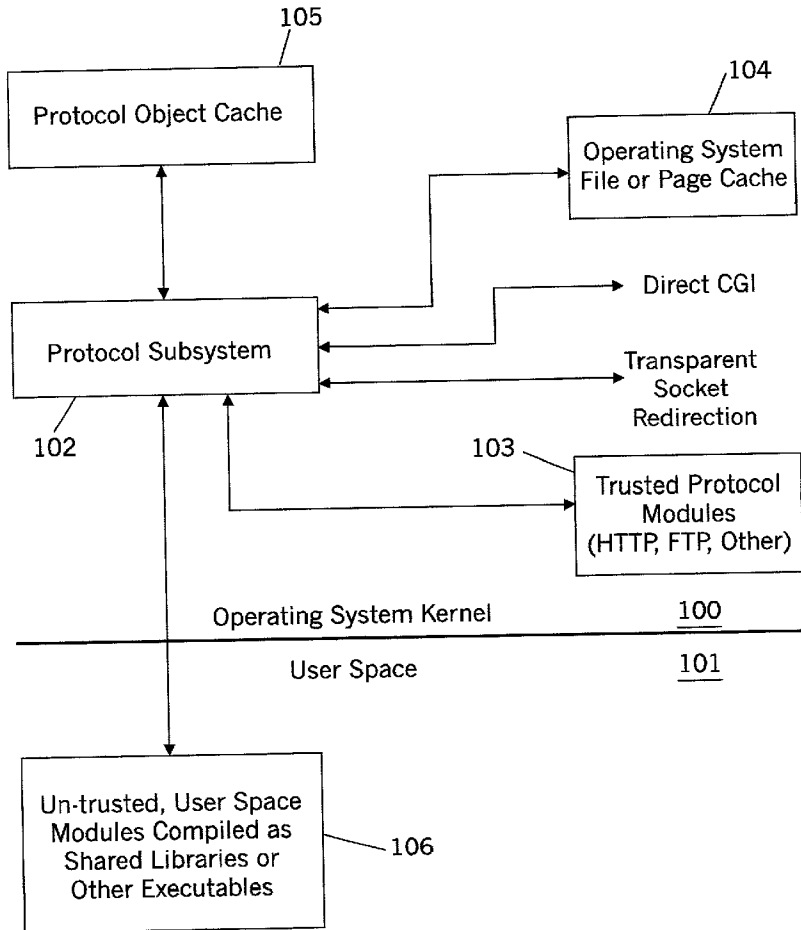 105
Protocol Object Cache
104
Operating System
File or Page Cache
Direct CGI
Protocol Subsystem
Transparent
Socket
Redirection
102
103
Trusted Protocol
Modules
(HTTP, FTP, Other)
Operating System Kernel 100
User Space 101
Un-trusted, User Space
Modules Compiled as
Shared Libraries or
Other Executables
106